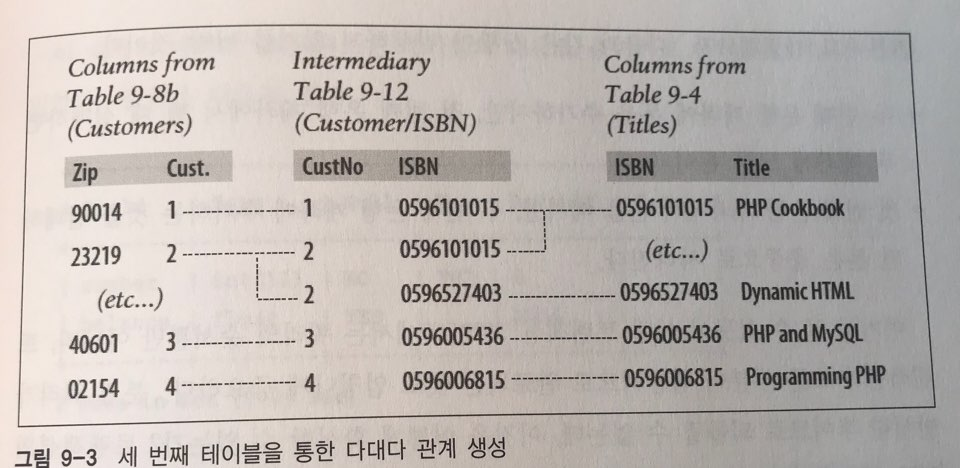 Columns from Intermediary Columns from
Table 9-8b Table 9-12 Table 9-4
(Customers) (Customer/ISBN) (Titles)
Zip Cust. CustNo ISBN ISBN Title
90014 1 1 0596101015 0596101015 PHP Cookbook
23219 2 2 0596101015 (etc...)
(etc...) 2 0596527403 0596527403 Dynamic HTML
40601 3 3 0596005436 0596005436 PHP and MySQL
02154 4 4 0596006815 0596006815 Programming PHP
그림 9-3 세 번째 테이블을 통한 다대다 관계 생성